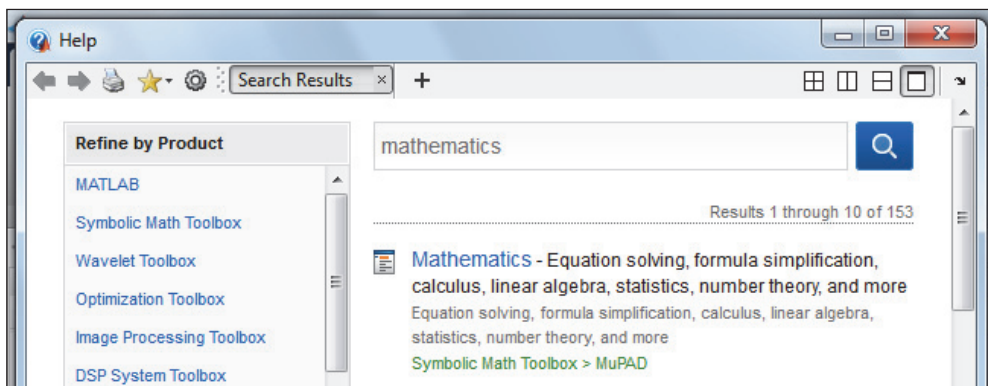 Help
Search Results
Refine by Product
MATLAB
Symbolic Math Toolbox
Wavelet Toolbox
Optimization Toolbox
Image Processing Toolbox
DSP System Toolbox
mathematics
Results 1 through 10 of 153
Mathematics - Equation solving, formula simplification,
calculus, linear algebra, statistics, number theory, and more
Equation solving, formula simplification, calculus, linear algebra,
statistics, number theory, and more
Symbolic Math Toolbox > MuPAD